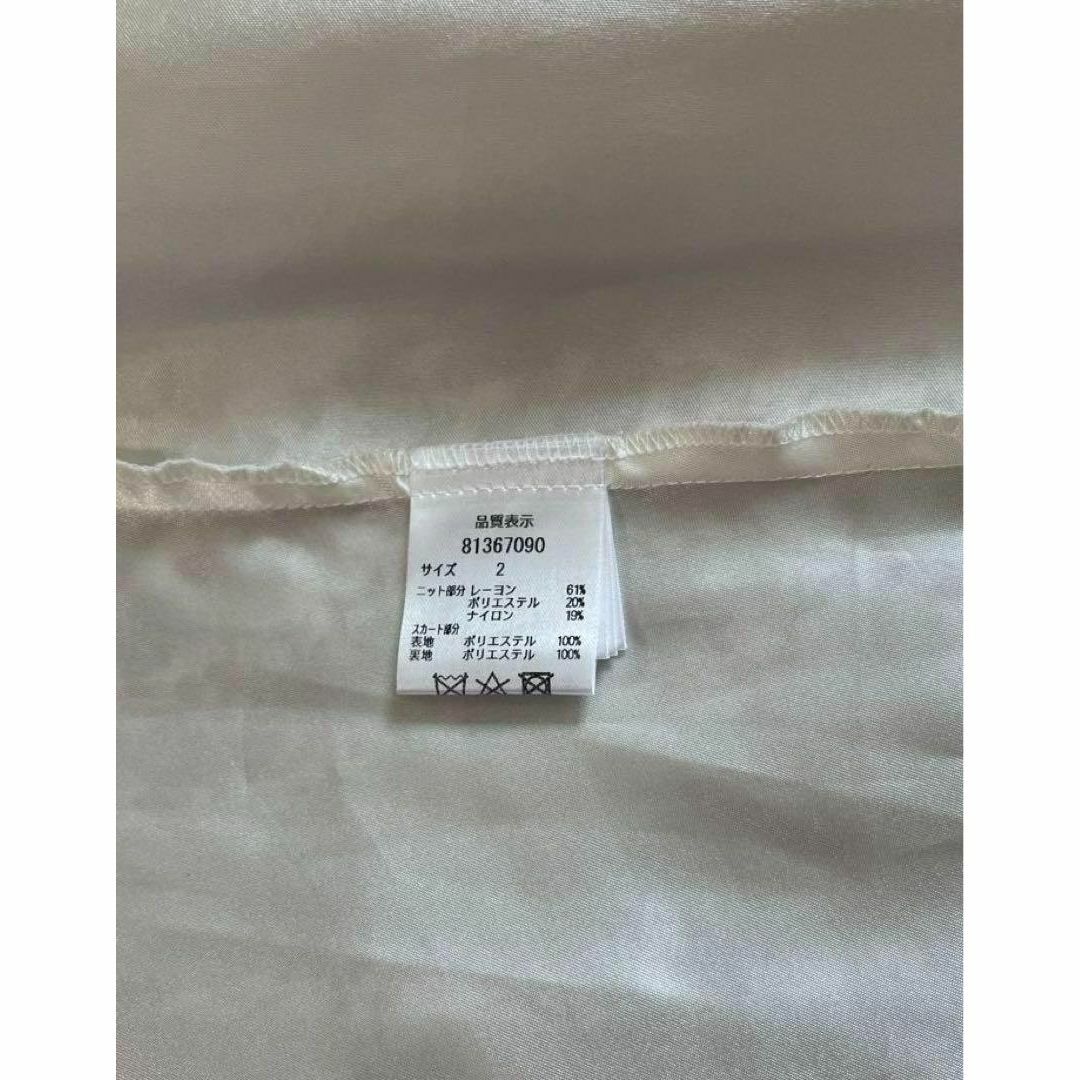 品質表示
81367090
サイズ 2
ニット部分 レーヨン 61%
ポリエステル 20%
ナイロン 19%
スカート部分
表地 ポリエステル 100%
裏地 ポリエステル 100%